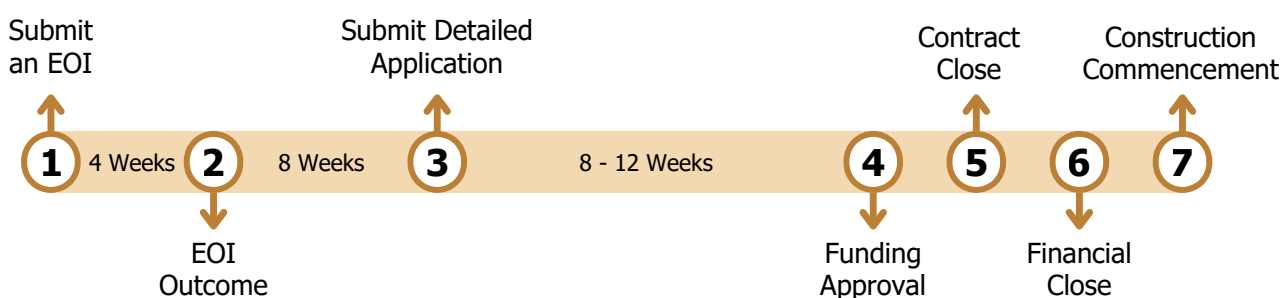 Submit
an EOI
Submit Detailed
Application
Contract
Close
Construction
Commencement
1
4 Weeks
2
8 Weeks
3
8 - 12 Weeks
4
5
6
7
EOI
Outcome
Funding
Approval
Financial
Close